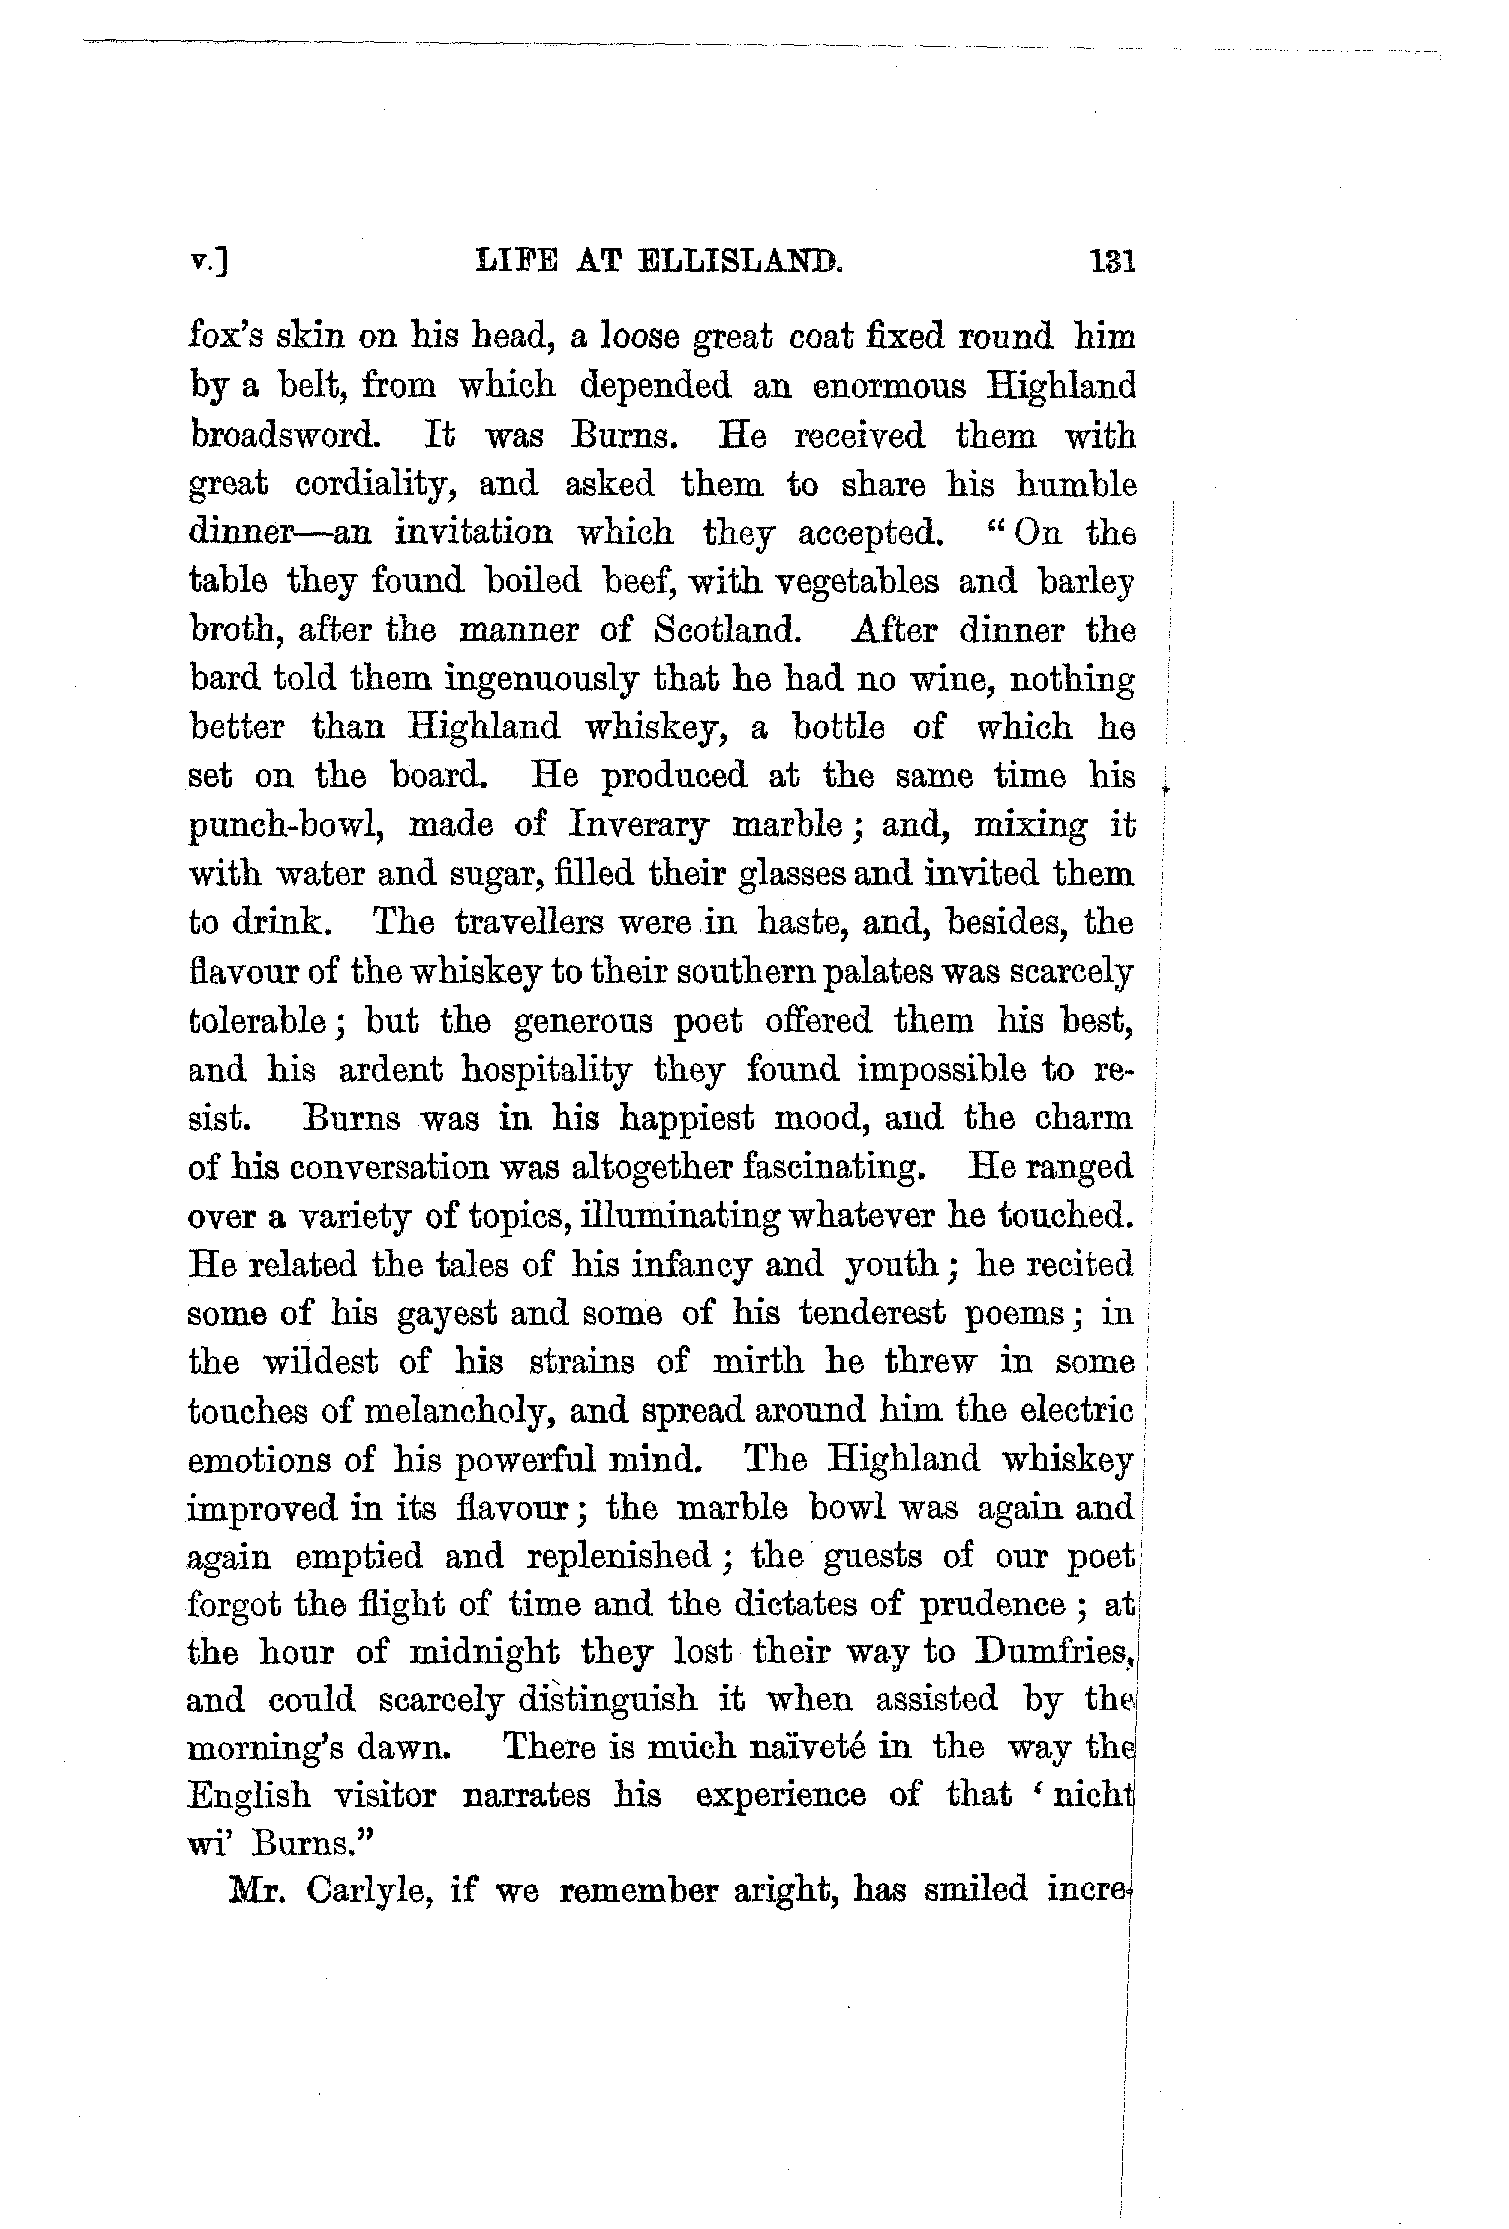 v.] LIFE AT ELLISLAND. 131
fox's skin on his head, a loose great coat fixed round him
by a belt, from which depended an enormous Highland
broadsword. It was Burns. He received them with
great cordiality, and asked them to share his humble
dinner—an invitation which they accepted. “On the
table they found boiled beef, with vegetables and barley
broth, after the manner of Scotland. After dinner the
bard told them ingenuously that he had no wine, nothing
better than Highland whiskey, a bottle of which he
set on the board. He produced at the same time his
punch-bowl, made of Inverary marble; and, mixing it
with water and sugar, filled their glasses and invited them
to drink. The travellers were in haste, and, besides, the
flavour of the whiskey to their southern palates was scarcely
tolerable; but the generous poet offered them his best,
and his ardent hospitality they found impossible to re-
sist. Burns was in his happiest mood, and the charm
of his conversation was altogether fascinating. He ranged
over a variety of topics, illuminating whatever he touched.
He related the tales of his infancy and youth; he recited
some of his gayest and some of his tenderest poems; in
the wildest of his strains of mirth he threw in some
touches of melancholy, and spread around him the electric
emotions of his powerful mind. The Highland whiskey
improved in its flavour; the marble bowl was again and
again emptied and replenished; the guests of our poet
forgot the flight of time and the dictates of prudence; at
the hour of midnight they lost their way to Dumfries,
and could scarcely distinguish it when assisted by the
morning's dawn. There is much naïveté in the way the
English visitor narrates his experience of that ‘nicht
wi' Burns.”
Mr. Carlyle, if we remember aright, has smiled incre-